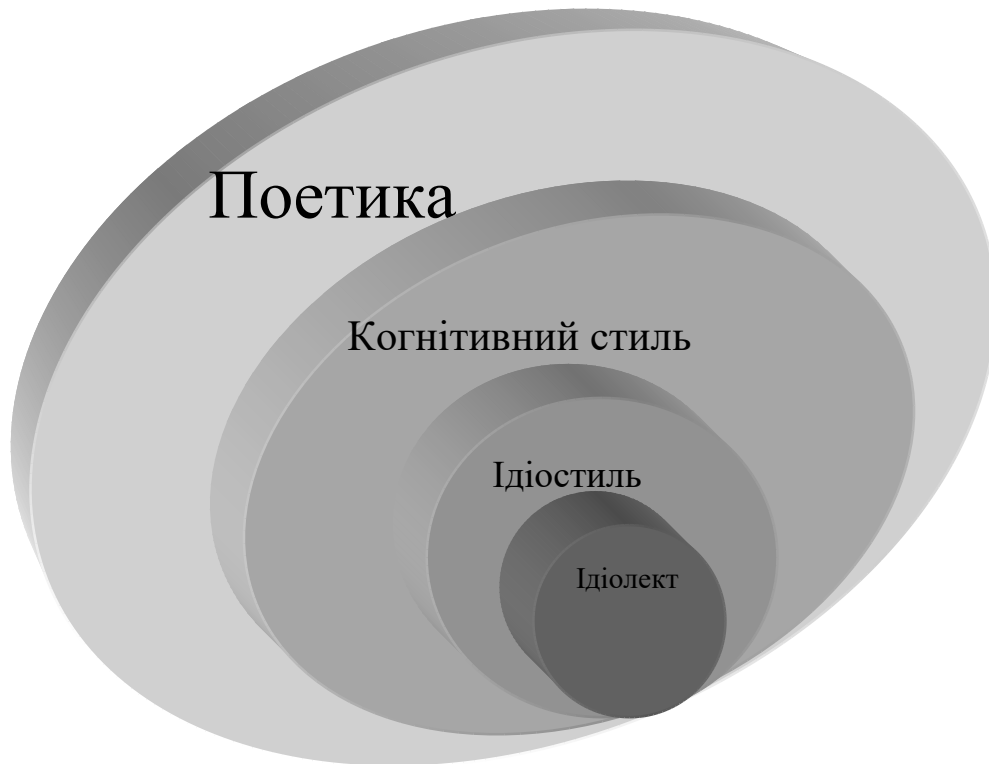 Поетика
Когнітивний стиль
Ідіостиль
Ідіолект